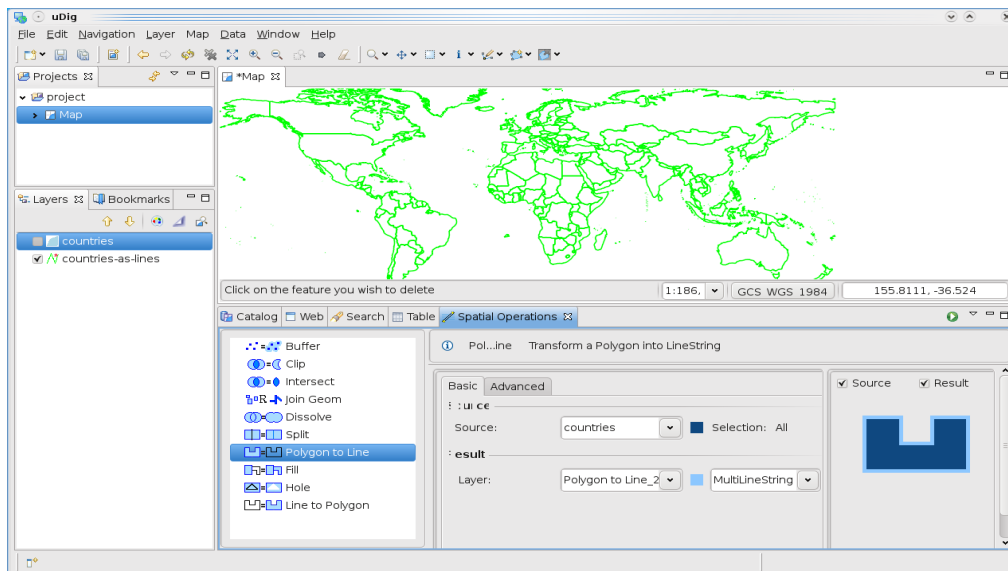 uDig
File Edit Navigation Layer Map Data Window Help
Projects
project
Map
*Map
Layers
Bookmarks
countries
countries-as-lines
Click on the feature you wish to delete
1:186,
GCS WGS 1984
155.8111, -36.524
Catalog
Web
Search
Table
Spatial Operations
Buffer
Clip
Intersect
Join Geom
Dissolve
Split
Polygon to Line
Fill
Hole
Line to Polygon
Pol...ine Transform a Polygon into LineString
Basic Advanced
Source: countries Selection: All
Layer: Polygon to Line_2 MultiLineString
Source Result